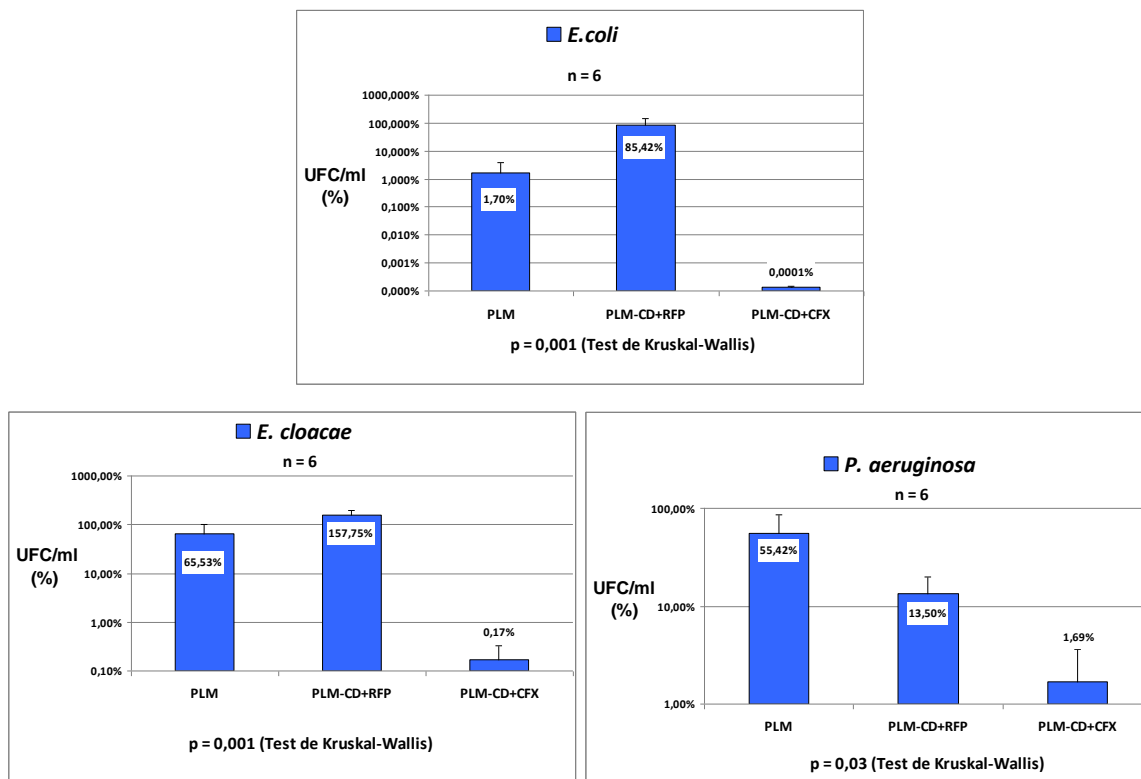 E.coli
n = 6
1000,000%
100,000%
10,000%
1,000%
0,100%
0,010%
0,001%
0,000%
UFC/ml
(%)
1,70%
85,42%
0,0001%
PLM
PLM-CD+RFP
PLM-CD+CFX
p = 0,001 (Test de Kruskal-Wallis)
E. cloacae
n = 6
1000,00%
100,00%
10,00%
1,00%
0,10%
UFC/ml
(%)
65,53%
157,75%
0,17%
PLM
PLM-CD+RFP
PLM-CD+CFX
p = 0,001 (Test de Kruskal-Wallis)
P. aeruginosa
n = 6
100,00%
10,00%
1,00%
UFC/ml
(%)
55,42%
13,50%
1,69%
PLM
PLM-CD+RFP
PLM-CD+CFX
p = 0,03 (Test de Kruskal-Wallis)